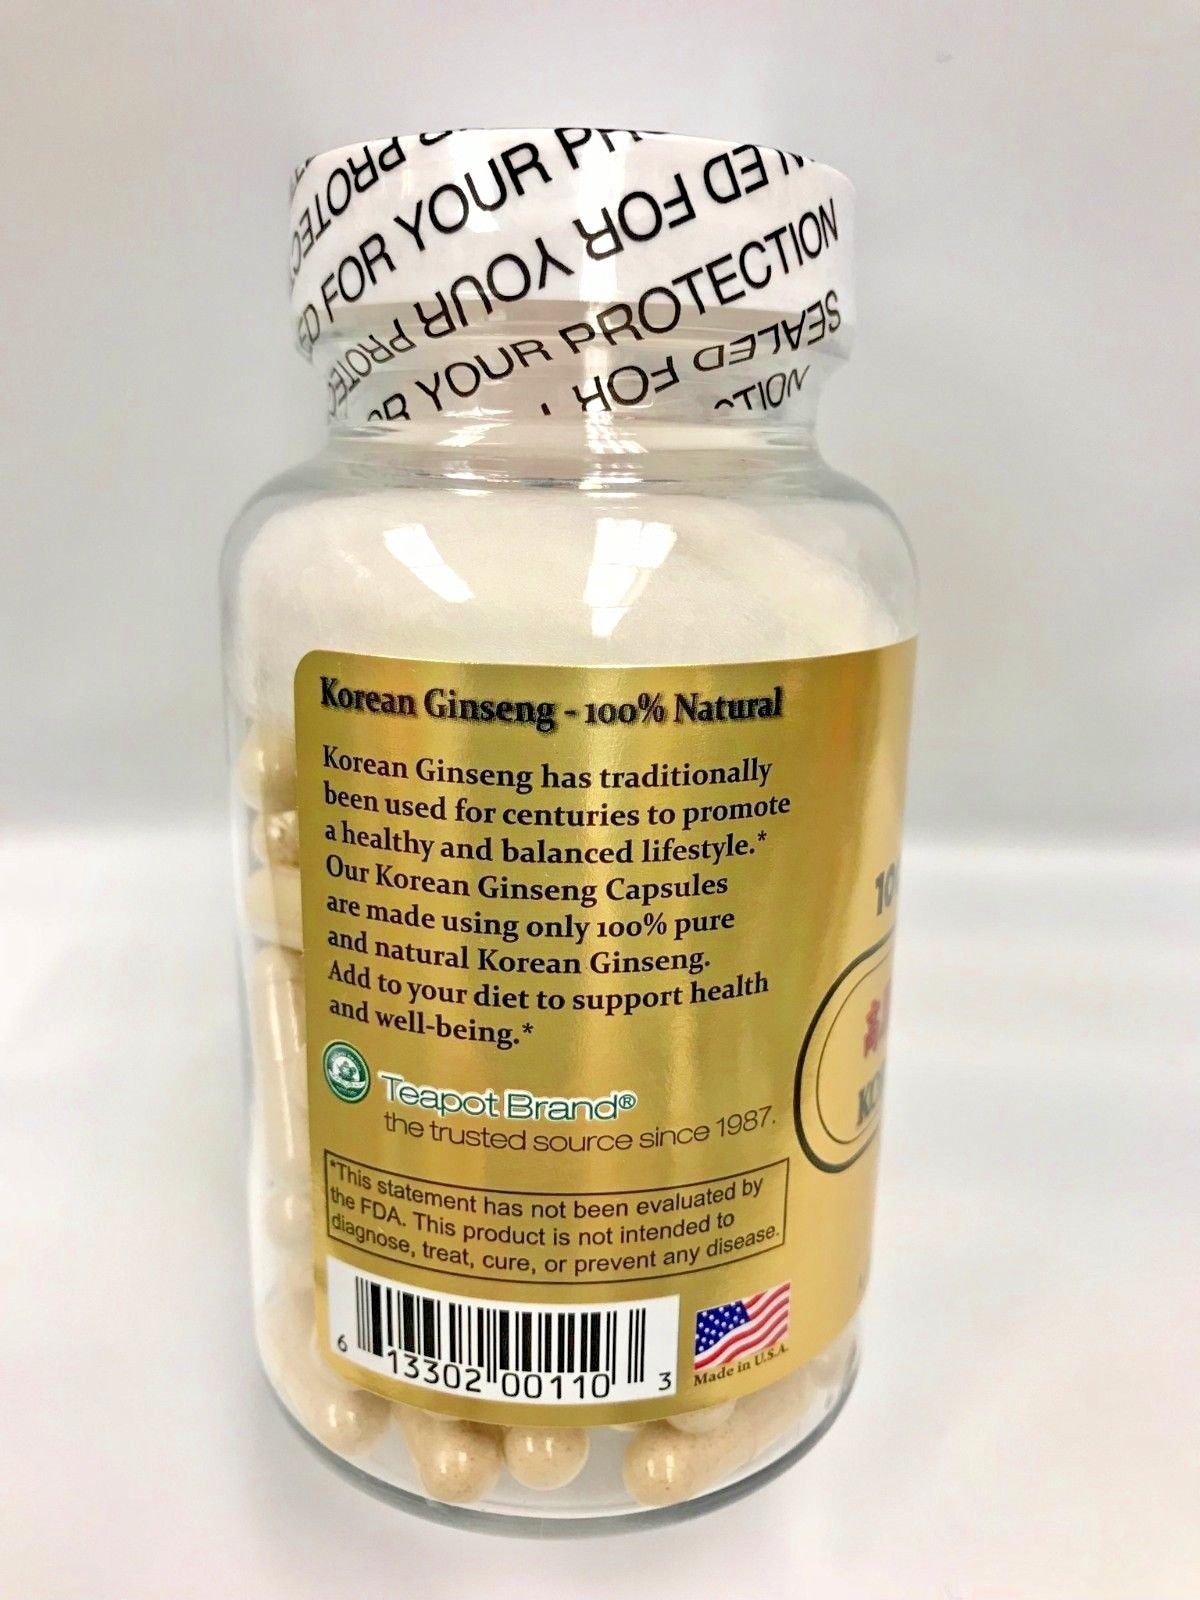 FOR YOUR
SEALED FOR YOUR
YOUR PROTECTION
SEALED FOR
Korean Ginseng - 100% Natural
Korean Ginseng has traditionally
been used for centuries to promote
a healthy and balanced lifestyle.*
Our Korean Ginseng Capsules
are made using only 100% pure
and natural Korean Ginseng.
Add to your diet to support health
and well-being.*
Teapot Brand®
the trusted source since 1987.
*This statement has not been evaluated by
the FDA. This product is not intended to
diagnose, treat, cure, or prevent any disease.
6 13302 00110 3
Made in U.S.A.